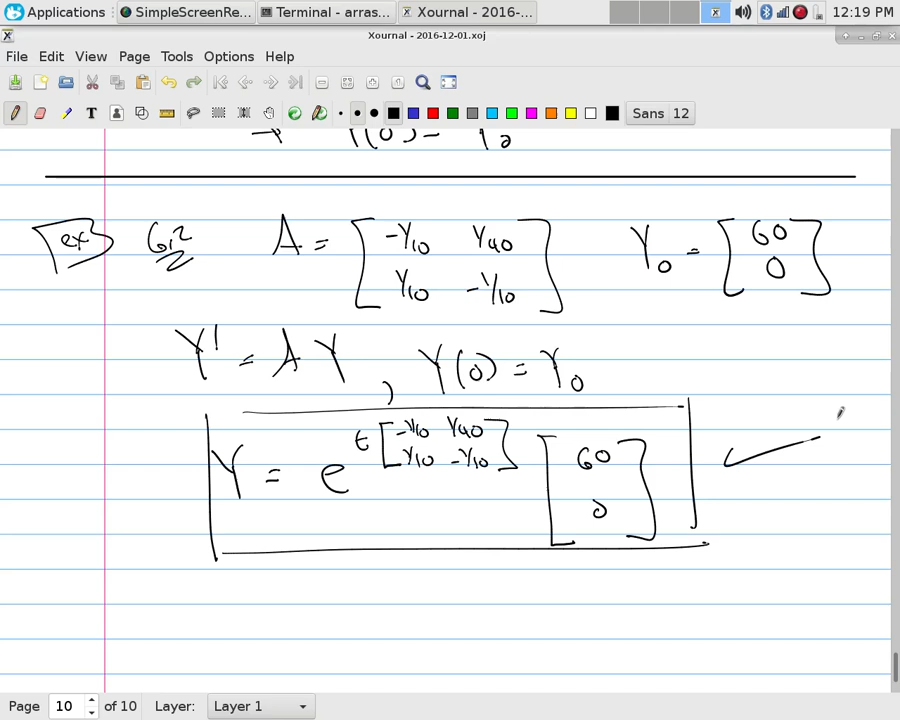 Applications SimpleScreenRe... Terminal - arras... Xournal - 2016-... 12:19 PM
Xournal - 2016-12-01.xoj
File Edit View Page Tools Options Help
Sans 12
Y(0) = Y₀
ex 6.2 A = [-1/10 1/40; 1/10 -1/10] Y₀ = [60; 0]
Y' = AY , Y(0) = Y₀
Y = e^(t[-1/10 1/40; 1/10 -1/10]) [60; 0]
Page 10 of 10 Layer: Layer 1